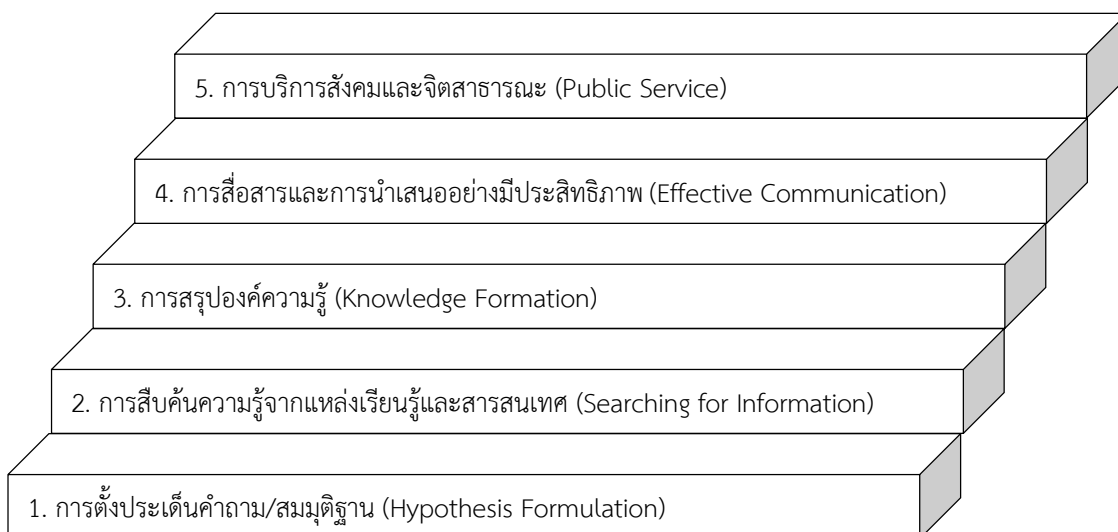 5. การบริการสังคมและจิตสาธารณะ (Public Service)
4. การสื่อสารและการนำเสนออย่างมีประสิทธิภาพ (Effective Communication)
3. การสรุปองค์ความรู้ (Knowledge Formation)
2. การสืบค้นความรู้จากแหล่งเรียนรู้และสารสนเทศ (Searching for Information)
1. การตั้งประเด็นคำถาม/สมมุติฐาน (Hypothesis Formulation)